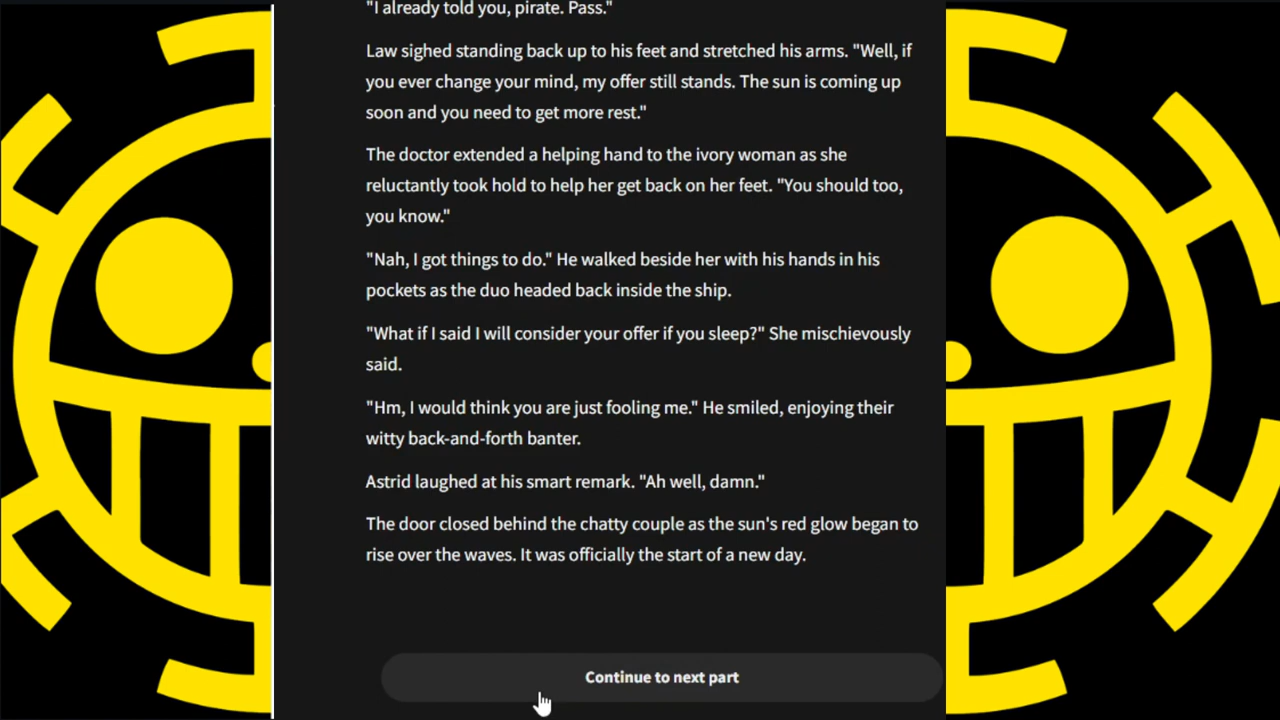 "I already told you, pirate. Pass."
Law sighed standing back up to his feet and stretched his arms. "Well, if
you ever change your mind, my offer still stands. The sun is coming up
soon and you need to get more rest."
The doctor extended a helping hand to the ivory woman as she
reluctantly took hold to help her get back on her feet. "You should too,
you know."
"Nah, I got things to do." He walked beside her with his hands in his
pockets as the duo headed back inside the ship.
"What if I said I will consider your offer if you sleep?" She mischievously
said.
"Hm, I would think you are just fooling me." He smiled, enjoying their
witty back-and-forth banter.
Astrid laughed at his smart remark. "Ah well, damn."
The door closed behind the chatty couple as the sun's red glow began to
rise over the waves. It was officially the start of a new day.
Continue to next part